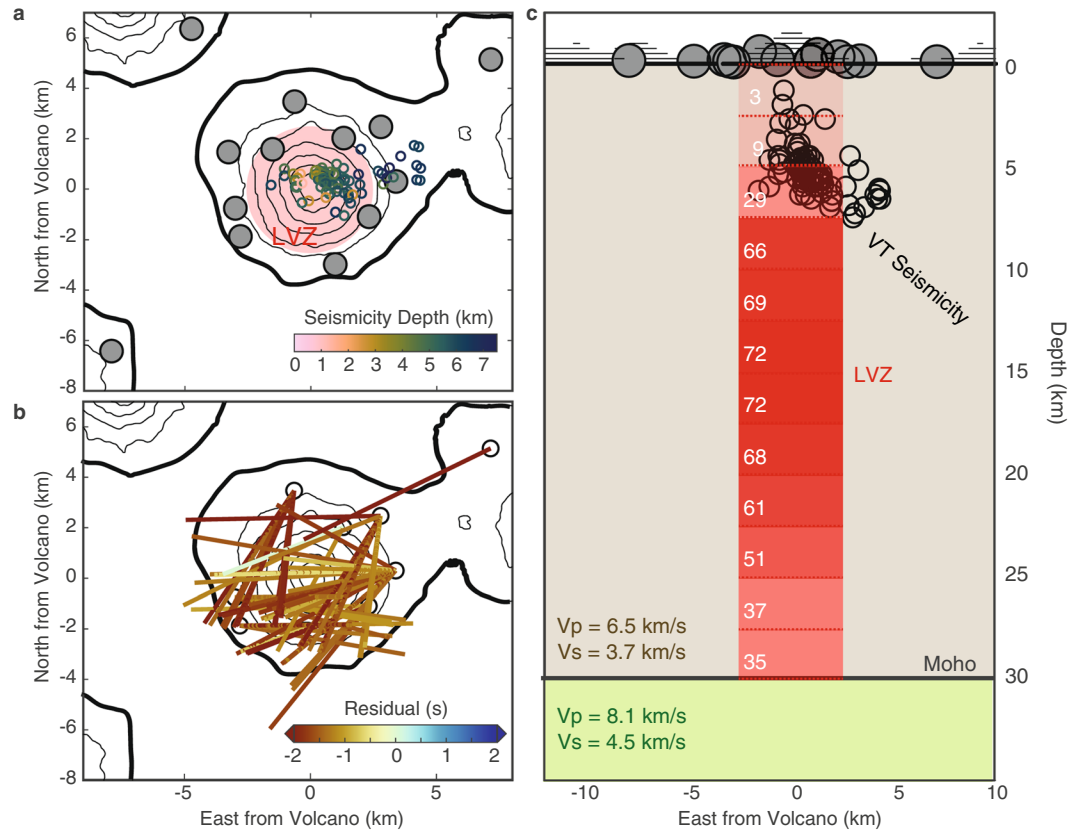 a
6
4
2
0
-2
-4
-6
-8
North from Volcano (km)
LVZ
Seismicity Depth (km)
0 1 2 3 4 5 6 7
b
6
4
2
0
-2
-4
-6
-8
North from Volcano (km)
Residual (s)
-2 -1 0 1 2
-5 0 5
East from Volcano (km)
c
0
5
10
15
20
25
30
Depth (km)
3
9
29
66
69
72
72
68
61
51
37
35
VT Seismicity
LVZ
Vp = 6.5 km/s
Vs = 3.7 km/s
Moho
Vp = 8.1 km/s
Vs = 4.5 km/s
-10 -5 0 5 10
East from Volcano (km)